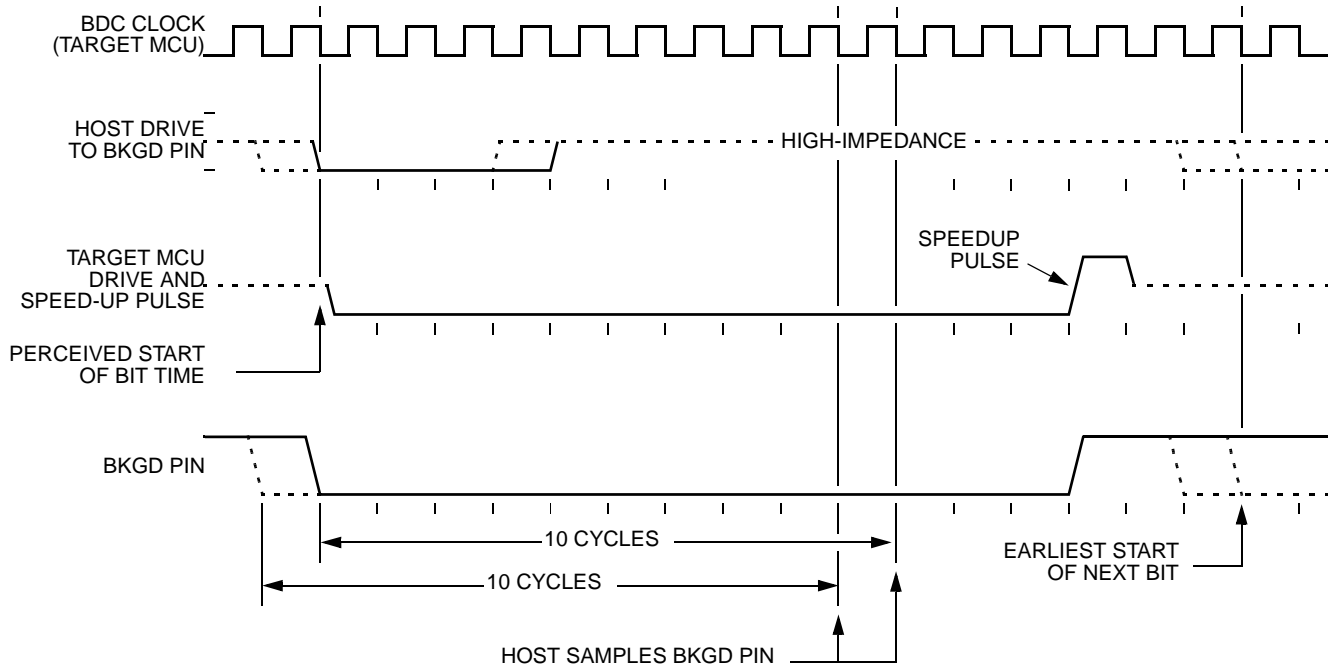 BDC CLOCK
(TARGET MCU)
HOST DRIVE
TO BKGD PIN
HIGH-IMPEDANCE
TARGET MCU
DRIVE AND
SPEED-UP PULSE
SPEEDUP
PULSE
PERCEIVED START
OF BIT TIME
BKGD PIN
10 CYCLES
10 CYCLES
EARLIEST START
OF NEXT BIT
HOST SAMPLES BKGD PIN